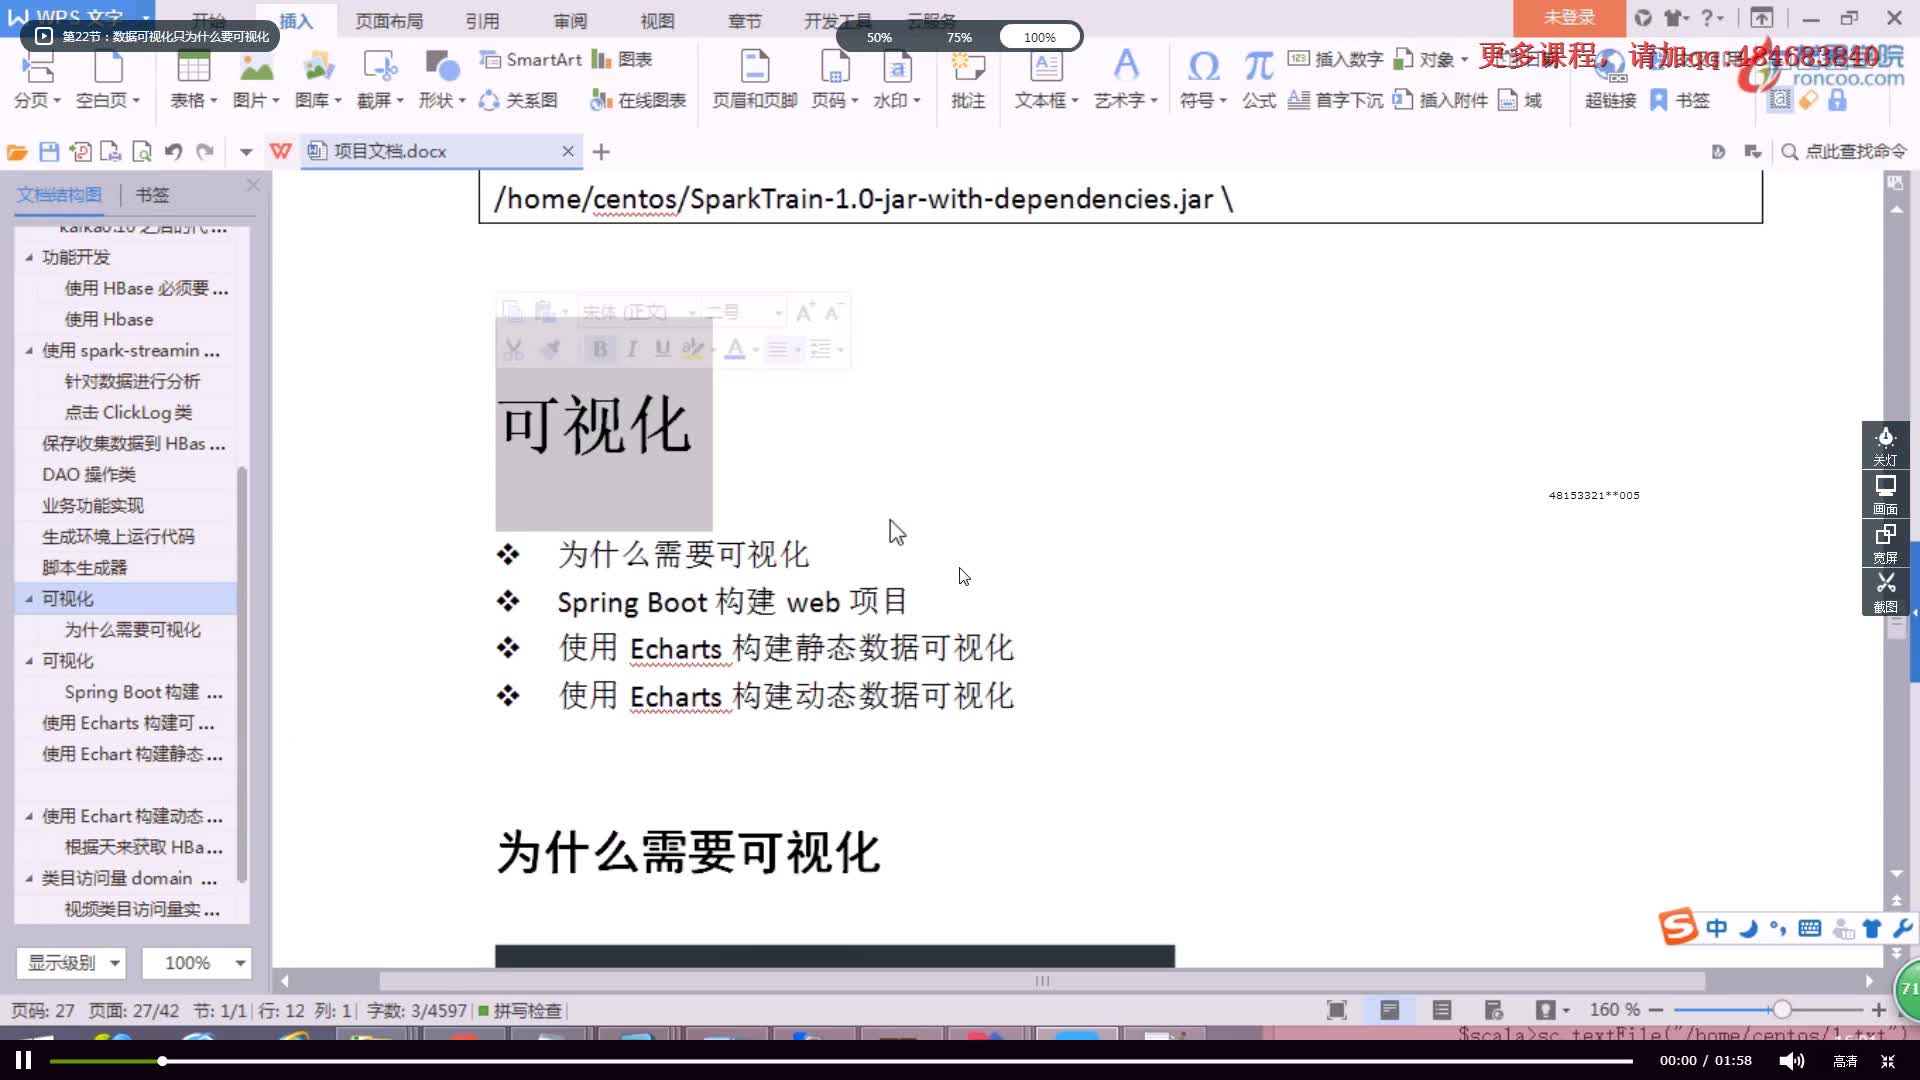 WPS 文字
开始 插入 页面布局 引用 审阅 视图 章节 开发工具 云服务
未登录
第22节：数据可视化只为什么要可视化
50% 75% 100%
更多课程，请加qq:484683840
roncoo.com
SmartArt 图表 插入数字 对象
分页 空白页 表格 图片 图库 截屏 形状 关系图 在线图表 页眉和页脚 页码 水印 批注 文本框 艺术字 符号 公式 首字下沉 插入附件 域 超链接 书签
项目文档.docx
点此查找命令
文档结构图 书签
功能开发
使用 HBase 必须要 ...
使用 Hbase
使用 spark-streamin ...
针对数据进行分析
点击 ClickLog 类
保存收集数据到 HBas ...
DAO 操作类
业务功能实现
生成环境上运行代码
脚本生成器
可视化
为什么需要可视化
可视化
Spring Boot 构建 ...
使用 Echarts 构建可 ...
使用 Echart 构建静态 ...
使用 Echart 构建动态 ...
根据天来获取 HBa ...
类目访问量 domain ...
视频类目访问量实 ...
显示级别 100%
/home/centos/SparkTrain-1.0-jar-with-dependencies.jar \
宋体 (正文) 二号
可视化
❖ 为什么需要可视化
❖ Spring Boot 构建 web 项目
❖ 使用 Echarts 构建静态数据可视化
❖ 使用 Echarts 构建动态数据可视化
为什么需要可视化
48153321**005
关灯
画面
宽屏
截图
中
71
页码: 27 页面: 27/42 节: 1/1 行: 12 列: 1 字数: 3/4597 拼写检查
160 %
$scala>sc.textFile("/home/centos/1.txt")
00:00 / 01:58
高清